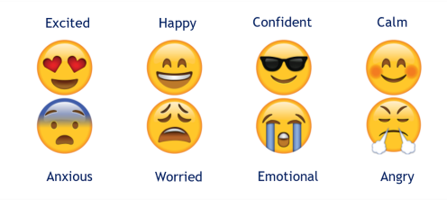 Excited Happy Confident Calm
Anxious Worried Emotional Angry